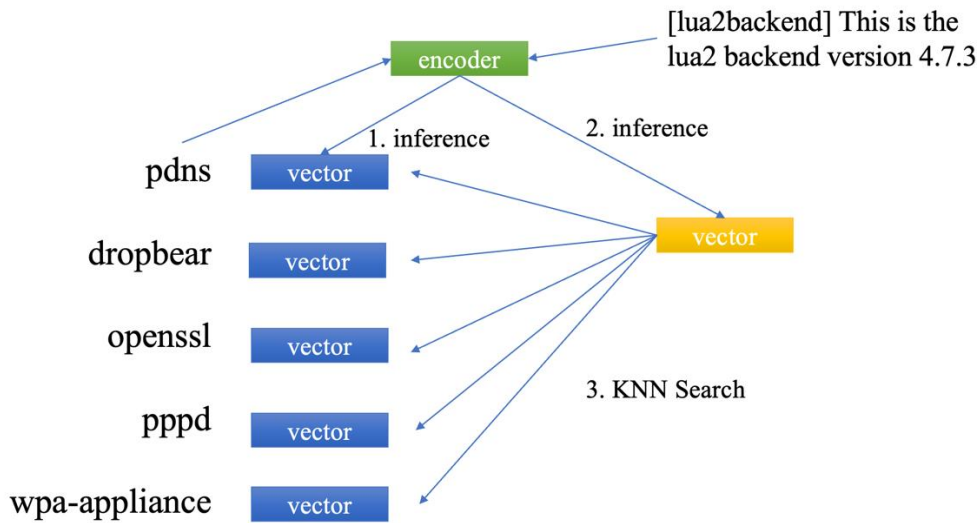 [lua2backend] This is the
lua2 backend version 4.7.3
encoder
1. inference
2. inference
pdns
vector
vector
dropbear
vector
openssl
vector
3. KNN Search
pppd
vector
wpa-appliance
vector